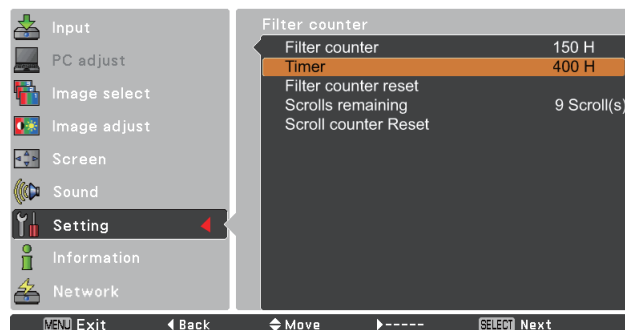 Input
PC adjust
Image select
Image adjust
Screen
Sound
Setting
Information
Network
Filter counter
Filter counter 150 H
Timer 400 H
Filter counter reset
Scrolls remaining 9 Scroll(s)
Scroll counter Reset
MENU Exit Back Move ----- SELECT Next